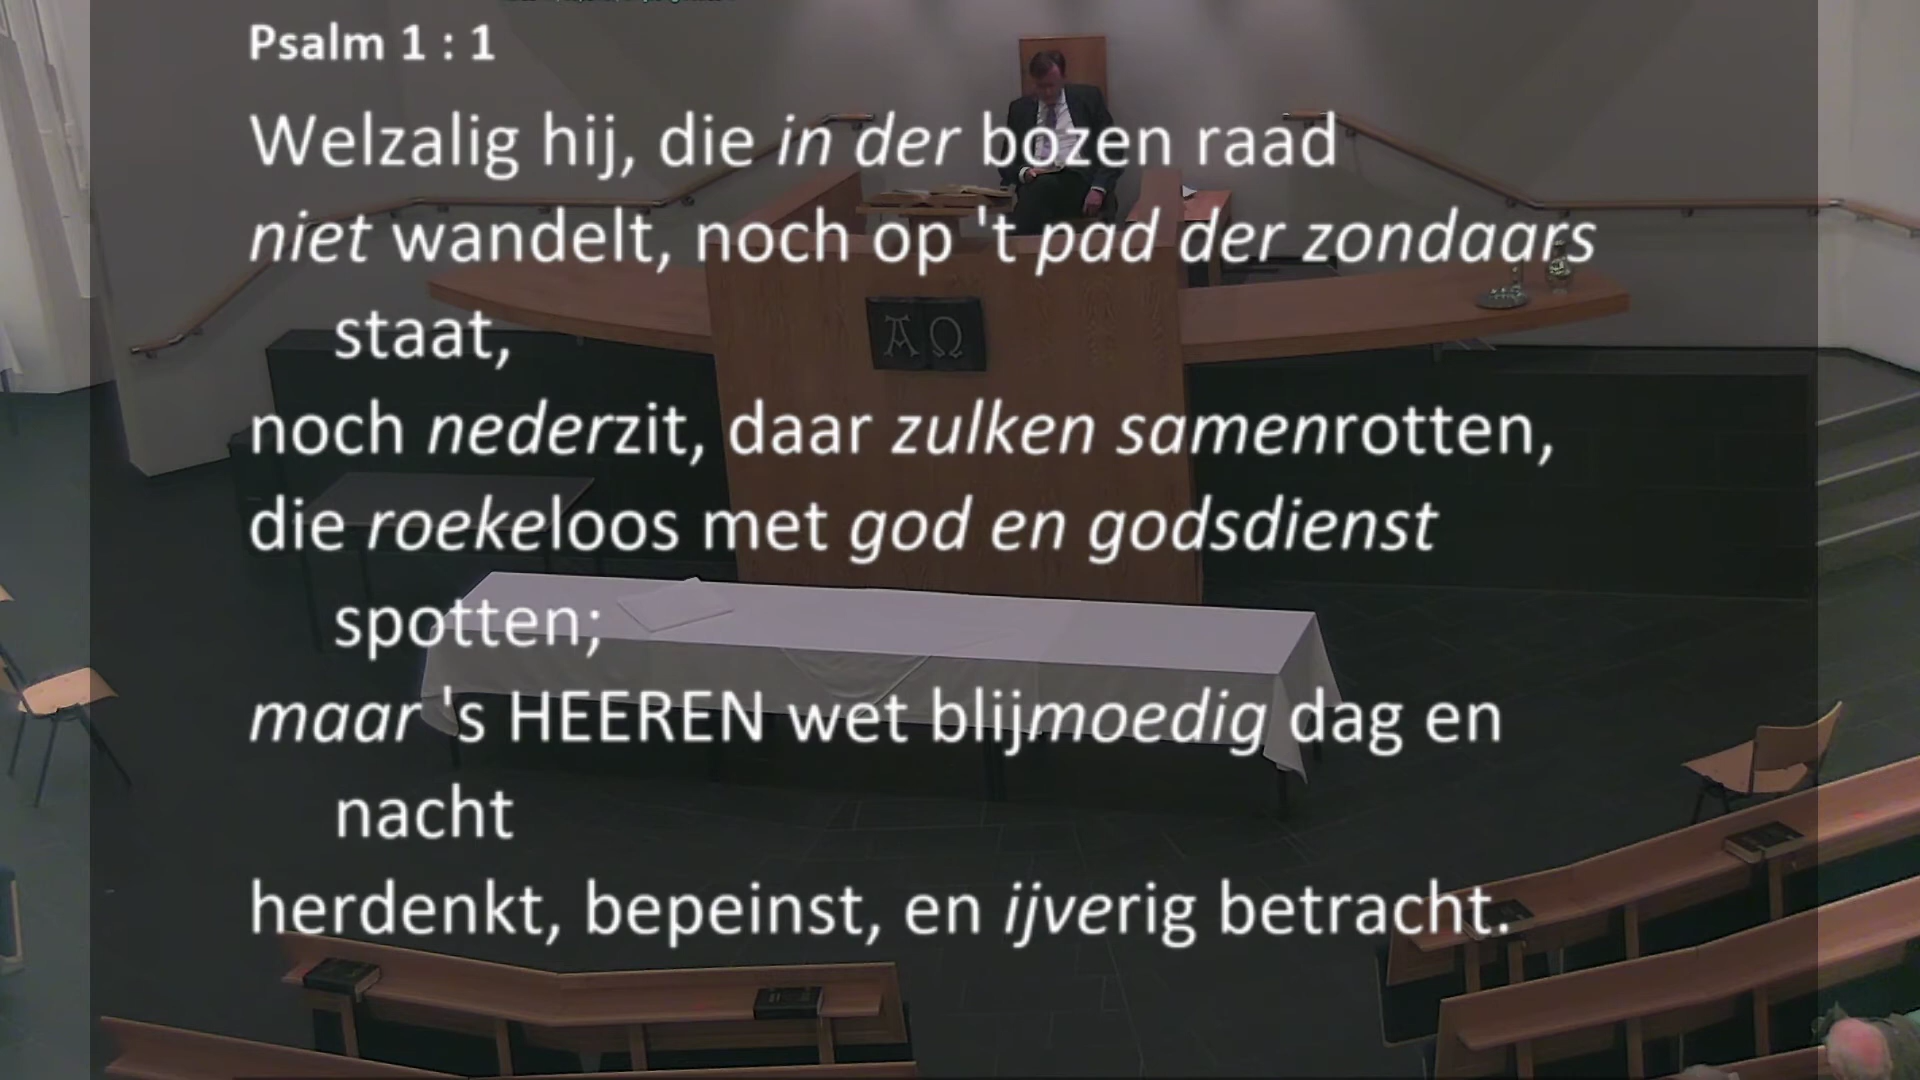 Psalm 1 : 1
Welzalig hij, die in der bozen raad
niet wandelt, noch op 't pad der zondaars
staat,
noch nederzit, daar zulken samenrotten,
die roekeloos met god en godsdienst
spotten;
maar 's HEEREN wet blijmoedig dag en
nacht
herdenkt, bepeinst, en ijverig betracht.
Α Ω